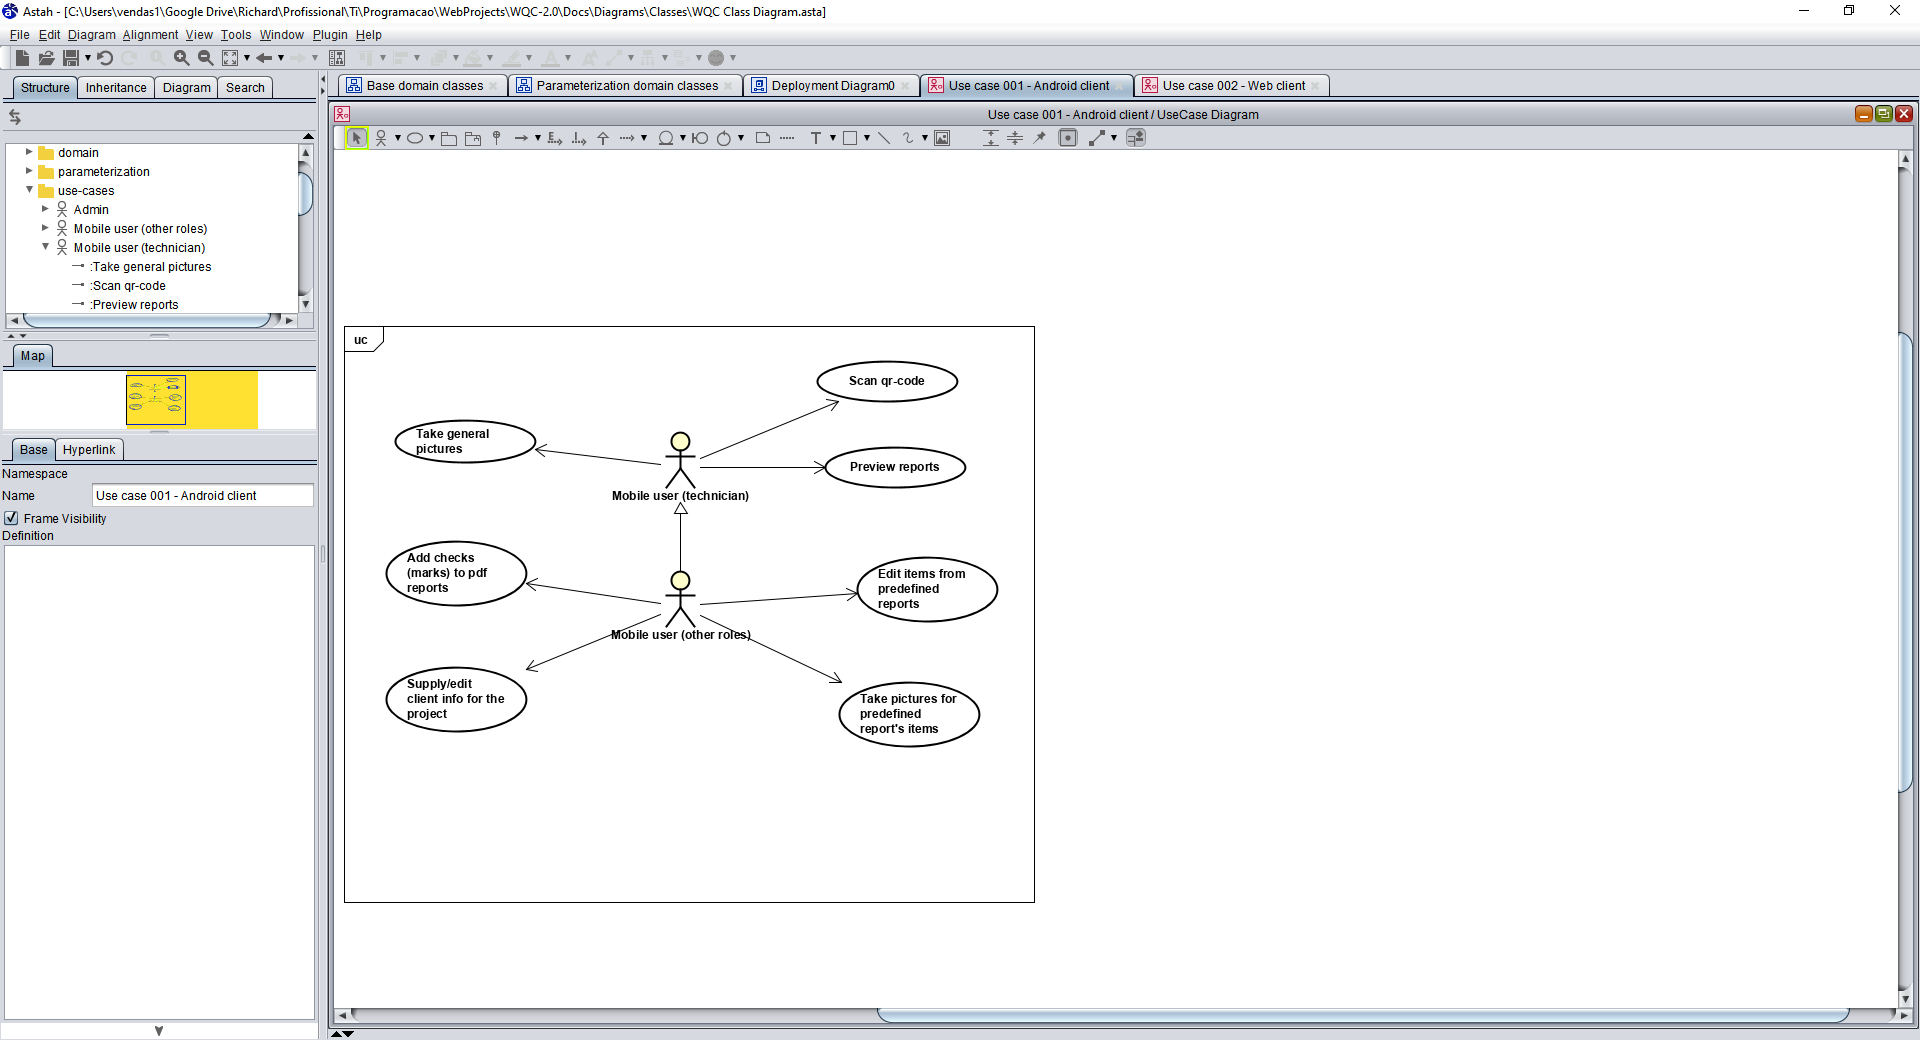 Astah - [C:\Users\vendas1\Google Drive\Richard\Profissional\Ti\Programacao\WebProjects\WQC-2.0\Docs\Diagrams\Classes\WQC Class Diagram.asta]
File Edit Diagram Alignment View Tools Window Plugin Help
Structure Inheritance Diagram Search
Base domain classes Parameterization domain classes Deployment Diagram0 Use case 001 - Android client Use case 002 - Web client
Use case 001 - Android client / UseCase Diagram
domain
parameterization
use-cases
Admin
Mobile user (other roles)
Mobile user (technician)
:Take general pictures
:Scan qr-code
:Preview reports
Map
Base Hyperlink
Namespace
Name Use case 001 - Android client
Frame Visibility
Definition
uc
Scan qr-code
Take general
pictures
Preview reports
Mobile user (technician)
Add checks
(marks) to pdf
reports
Edit items from
predefined
reports
Mobile user (other roles)
Supply/edit
client info for the
project
Take pictures for
predefined
report's items